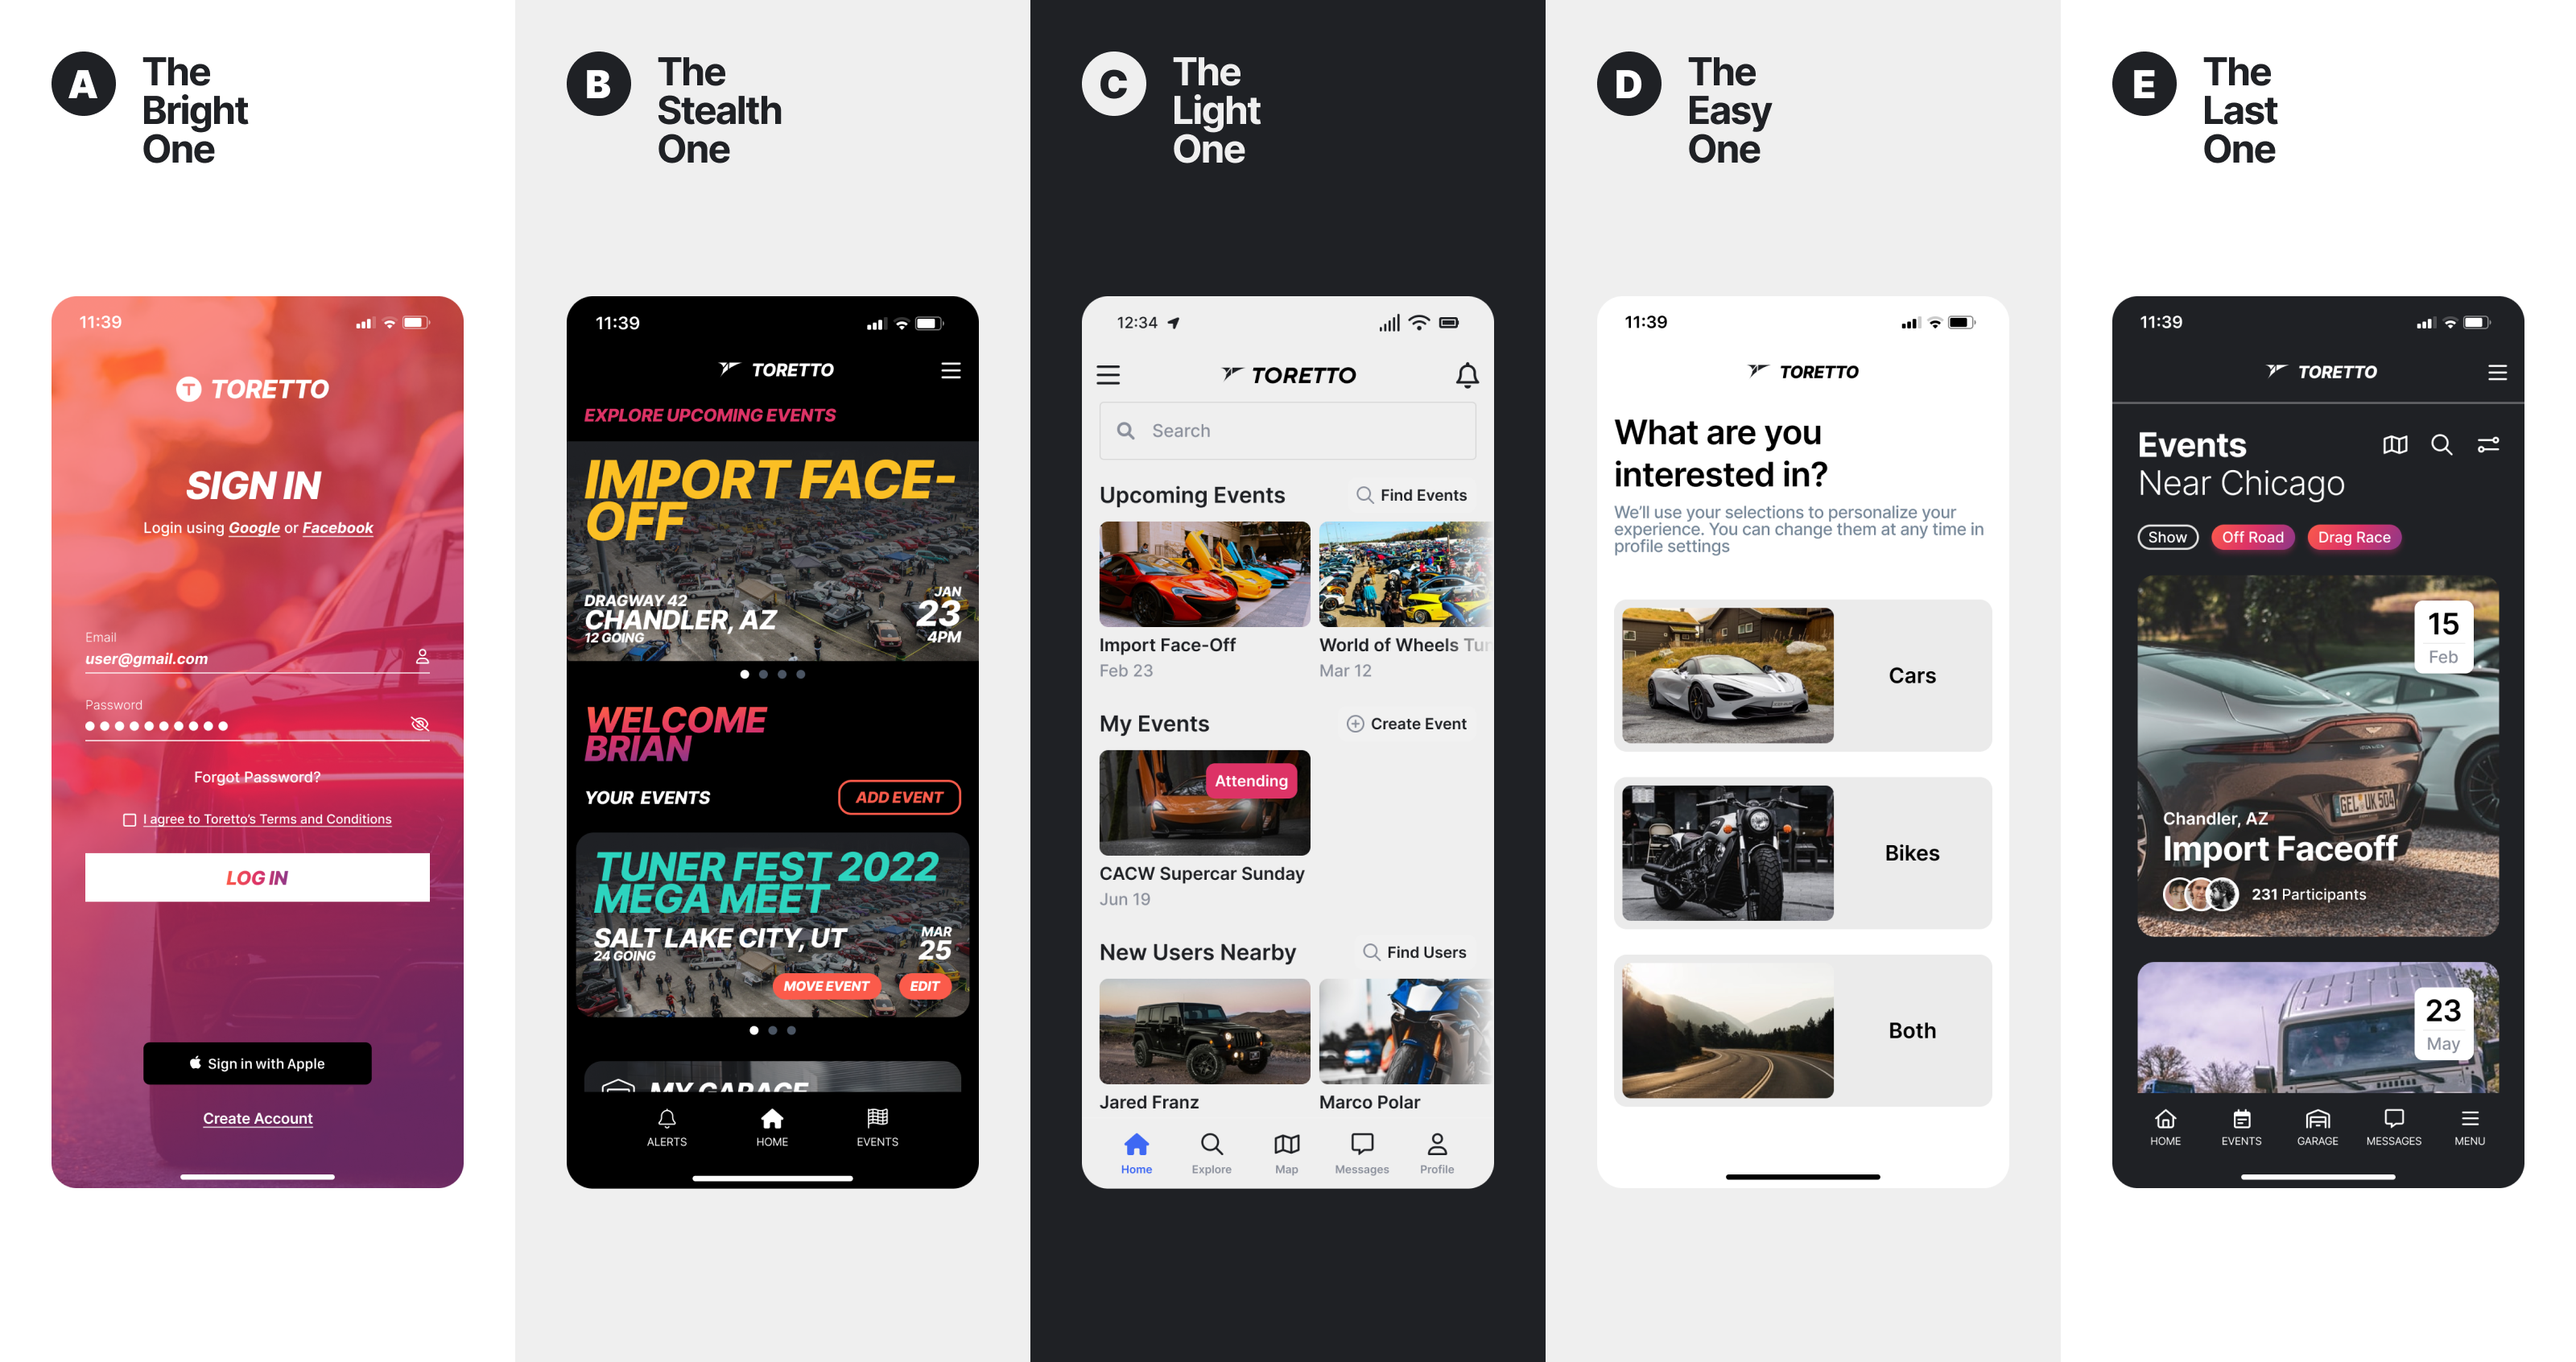 A
The
Bright
One
11:39
T TORETTO
SIGN IN
Login using Google or Facebook
Email
user@gmail.com
Password
Forgot Password?
I agree to Toretto's Terms and Conditions
LOG IN
Sign in with Apple
Create Account
B
The
Stealth
One
11:39
TORETTO
EXPLORE UPCOMING EVENTS
IMPORT FACE-
OFF
DRAGWAY 42
CHANDLER, AZ
12 GOING
JAN
23
4PM
WELCOME
BRIAN
YOUR EVENTS
ADD EVENT
TUNER FEST 2022
MEGA MEET
SALT LAKE CITY, UT
24 GOING
MAR
25
MOVE EVENT
EDIT
MY GARAGE
ALERTS
HOME
EVENTS
C
The
Light
One
12:34
TORETTO
Search
Upcoming Events
Find Events
Import Face-Off
Feb 23
World of Wheels Tun
Mar 12
My Events
Create Event
Attending
CACW Supercar Sunday
Jun 19
New Users Nearby
Find Users
Jared Franz
Marco Polar
Home
Explore
Map
Messages
Profile
D
The
Easy
One
11:39
TORETTO
What are you
interested in?
We'll use your selections to personalize your
experience. You can change them at any time in
profile settings
Cars
Bikes
Both
E
The
Last
One
11:39
TORETTO
Events
Near Chicago
Show
Off Road
Drag Race
15
Feb
GEL UK 504
Chandler, AZ
Import Faceoff
231 Participants
23
May
HOME
EVENTS
GARAGE
MESSAGES
MENU